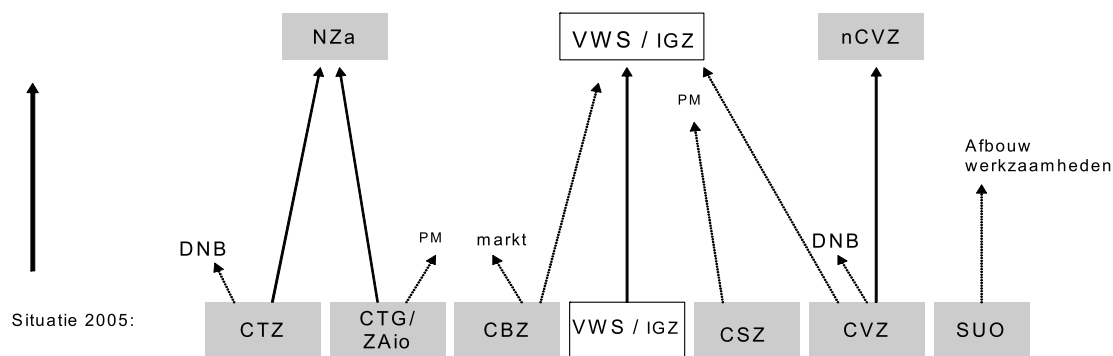 NZa
VWS / IGZ
nCVZ
PM
Afbouw
werkzaamheden
DNB
PM
markt
DNB
Situatie 2005:
CTZ
CTG/
ZAio
CBZ
VWS / IGZ
CSZ
CVZ
SUO